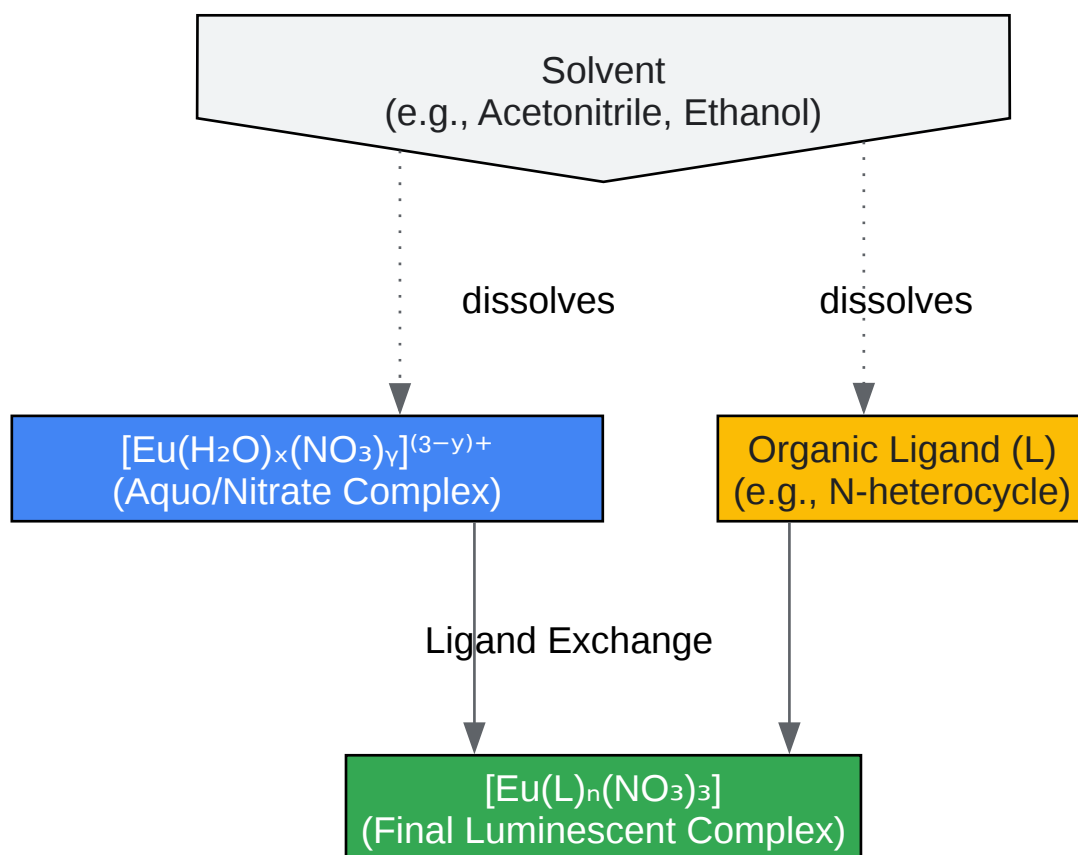 Solvent
(e.g., Acetonitrile, Ethanol)
dissolves
dissolves
[Eu(H₂O)ₓ(NO₃)ᵧ]⁽³⁻ʸ⁾⁺
(Aquo/Nitrate Complex)
Organic Ligand (L)
(e.g., N-heterocycle)
Ligand Exchange
[Eu(L)ₙ(NO₃)₃]
(Final Luminescent Complex)